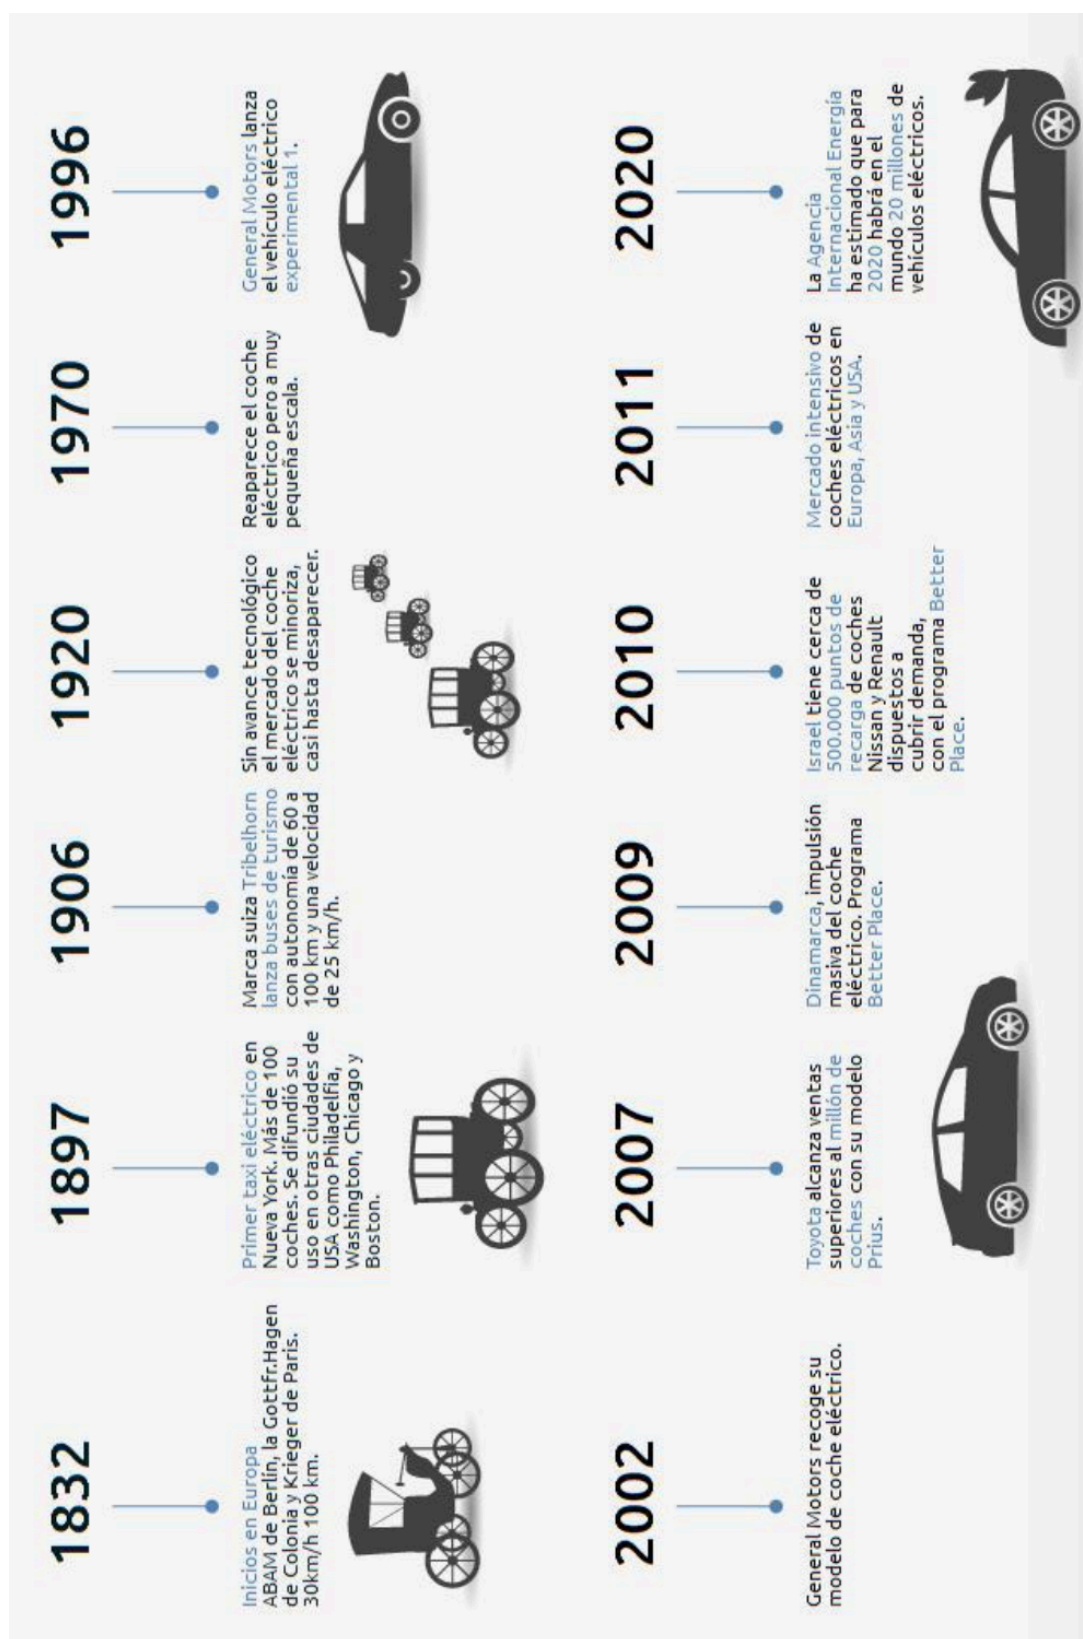 1832
Inicios en Europa
ABAM de Berlín, la Gottfr.Hagen
de Colonia y Krieger de Paris.
30km/h 100 km.
1897
Primer taxi eléctrico en
Nueva York. Más de 100
coches. Se difundió su
uso en otras ciudades de
USA como Philadelfia,
Washington, Chicago y
Boston.
1906
Marca suiza Tribelhorn
lanza buses de turismo
con autonomía de 60 a
100 km y una velocidad
de 25 km/h.
1920
Sin avance tecnológico
el mercado del coche
eléctrico se minoriza,
casi hasta desaparecer.
1970
Reaparece el coche
eléctrico pero a muy
pequeña escala.
1996
General Motors lanza
el vehículo eléctrico
experimental 1.
2002
General Motors recoge su
modelo de coche eléctrico.
2007
Toyota alcanza ventas
superiores al millón de
coches con su modelo
Prius.
2009
Dinamarca, impulsión
masiva del coche
eléctrico. Programa
Better Place.
2010
Israel tiene cerca de
500.000 puntos de
recarga de coches
Nissan y Renault
dispuestos a
cubrir demanda,
con el programa Better
Place.
2011
Mercado intensivo de
coches eléctricos en
Europa, Asia y USA.
2020
La Agencia
Internacional Energía
ha estimado que para
2020 habrá en el
mundo 20 millones de
vehículos eléctricos.